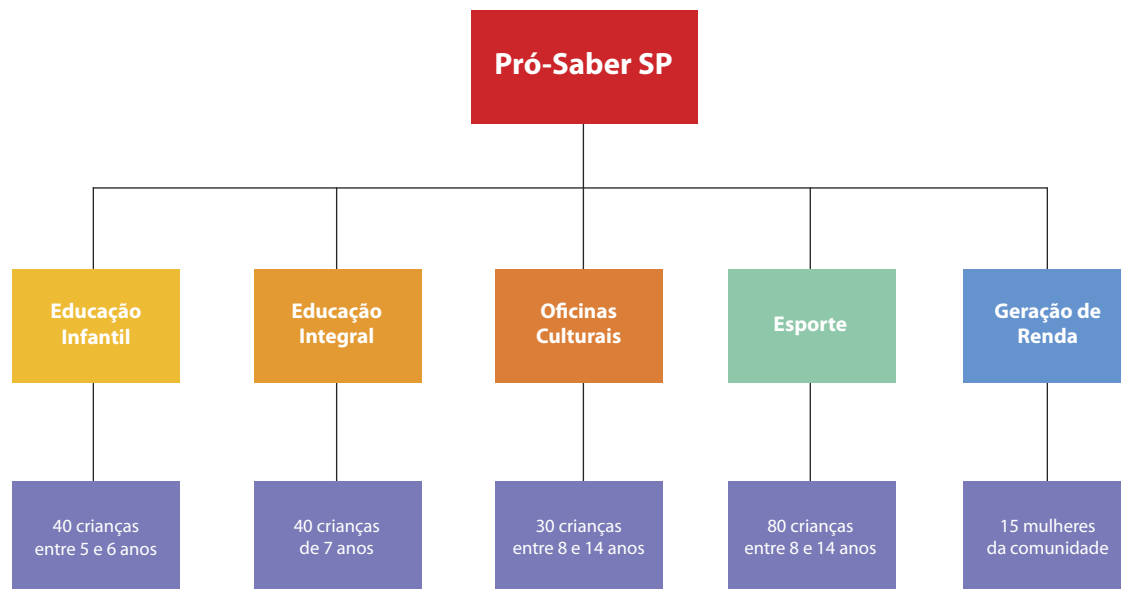 Pró-Saber SP
Educação
Infantil
Educação
Integral
Oficinas
Culturais
Esporte
Geração de
Renda
40 crianças
entre 5 e 6 anos
40 crianças
de 7 anos
30 crianças
entre 8 e 14 anos
80 crianças
entre 8 e 14 anos
15 mulheres
da comunidade